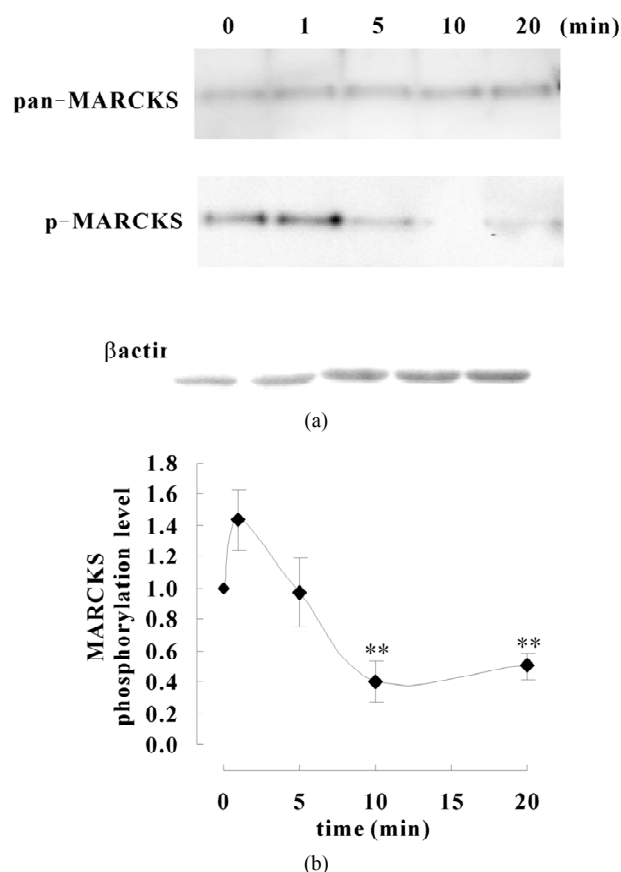 0 1 5 10 20 (min)
pan-MARCKS
p-MARCKS
βactin
(a)
1.8
1.6
1.4
1.2
1.0
0.8
0.6
0.4
0.2
0.0
MARCKS
phosphorylation level
** **
0 5 10 15 20
time (min)
(b)